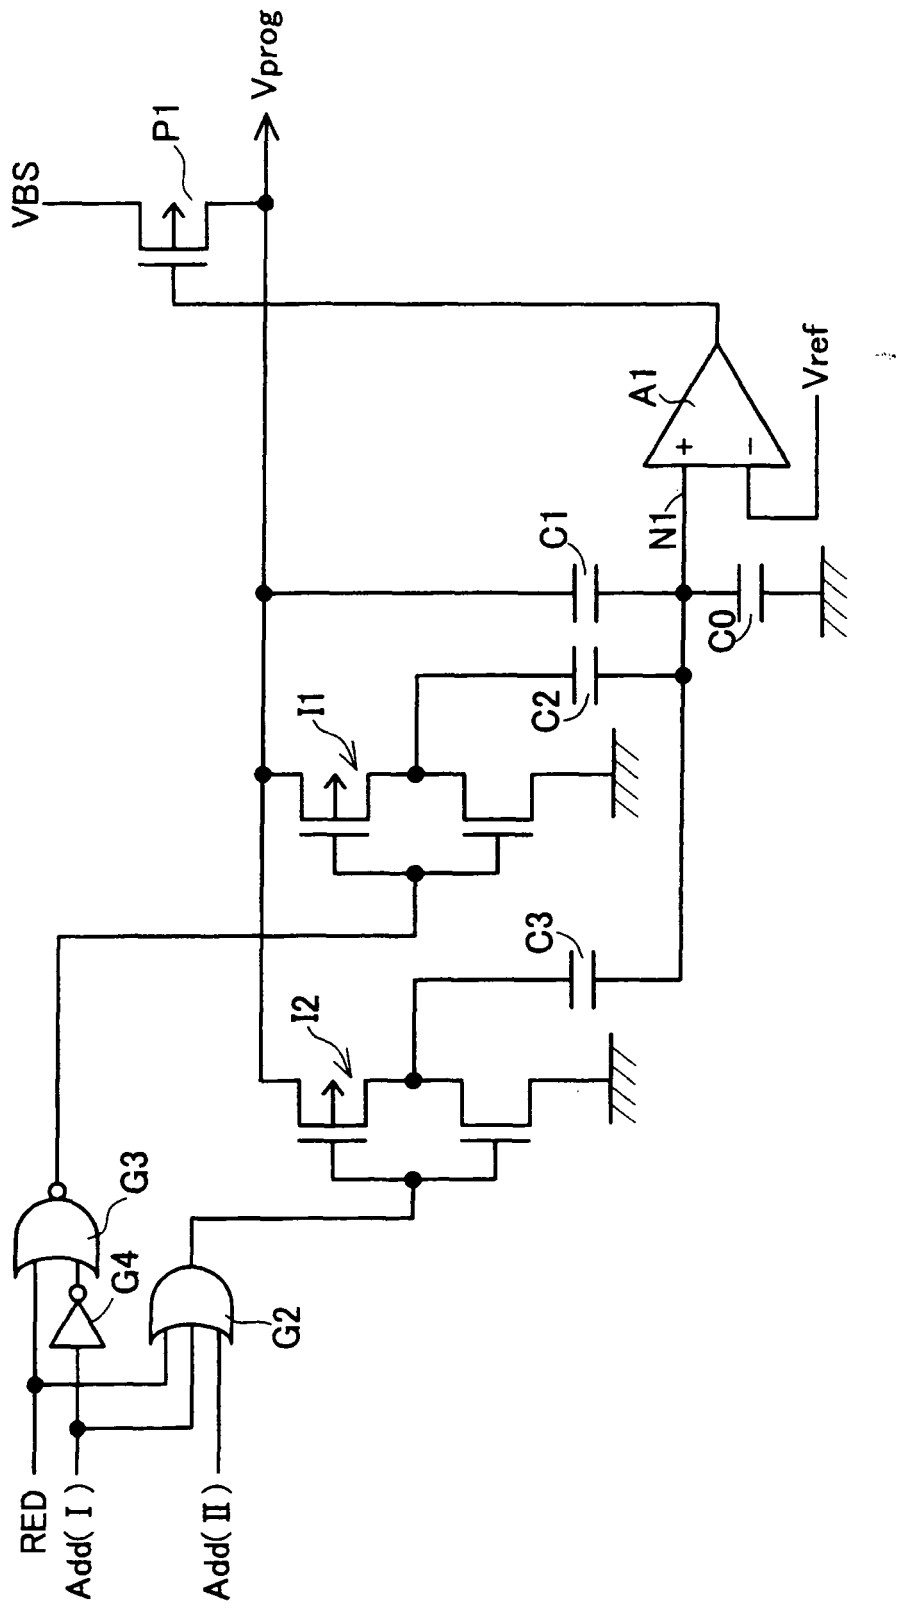 RED
Add(Ⅰ)
Add(Ⅱ)
G3
G4
G2
I2
I1
C3
C2
C1
C0
N1
A1
+
−
Vref
VBS
P1
Vprog